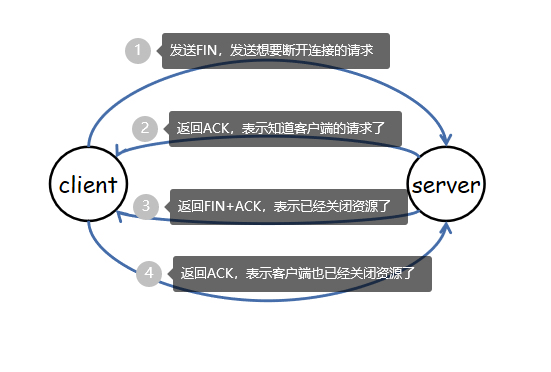 1 发送FIN，发送想要断开连接的请求
2 返回ACK，表示知道客户端的请求了
client
server
3 返回FIN+ACK，表示已经关闭资源了
4 返回ACK，表示客户端也已经关闭资源了